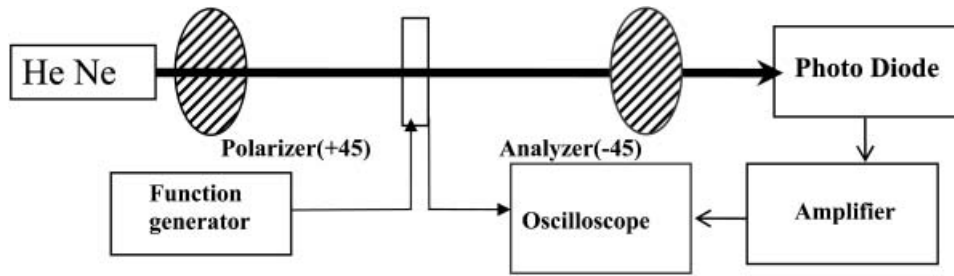 He Ne
Photo Diode
Polarizer(+45)
Analyzer(-45)
Function
generator
Oscilloscope
Amplifier